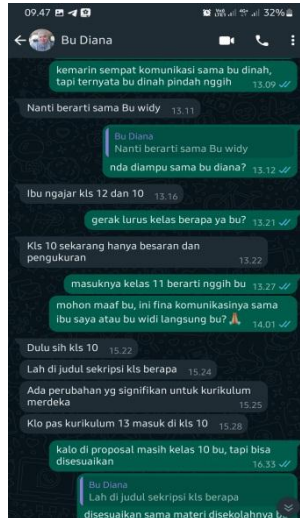 09.47
32%
Bu Diana
kemarin sempat komunikasi sama bu dinah,
tapi ternyata bu dinah pindah nggih 13.09
Nanti berarti sama Bu widy 13.11
Bu Diana
Nanti berarti sama Bu widy
nda diampu sama bu diana? 13.12
Ibu ngajar kls 12 dan 10 13.16
gerak lurus kelas berapa ya bu? 13.21
Kls 10 sekarang hanya besaran dan
pengukuran 13.22
masuknya kelas 11 berarti nggih bu 13.27
mohon maaf bu, ini fina komunikasinya sama
ibu saya atau bu widi langsung bu?🙏🏽 14.01
Dulu sih kls 10 15.22
Lah di judul sekripsi kls berapa 15.24
Ada perubahan yg signifikan untuk kurikulum
merdeka 15.25
Klo pas kurikulum 13 masuk di kls 10 15.28
kalo di proposal masih kelas 10 bu, tapi bisa
disesuaikan 16.33
Bu Diana
Lah di judul sekripsi kls berapa
disesuaikan sama materi disekolahnya